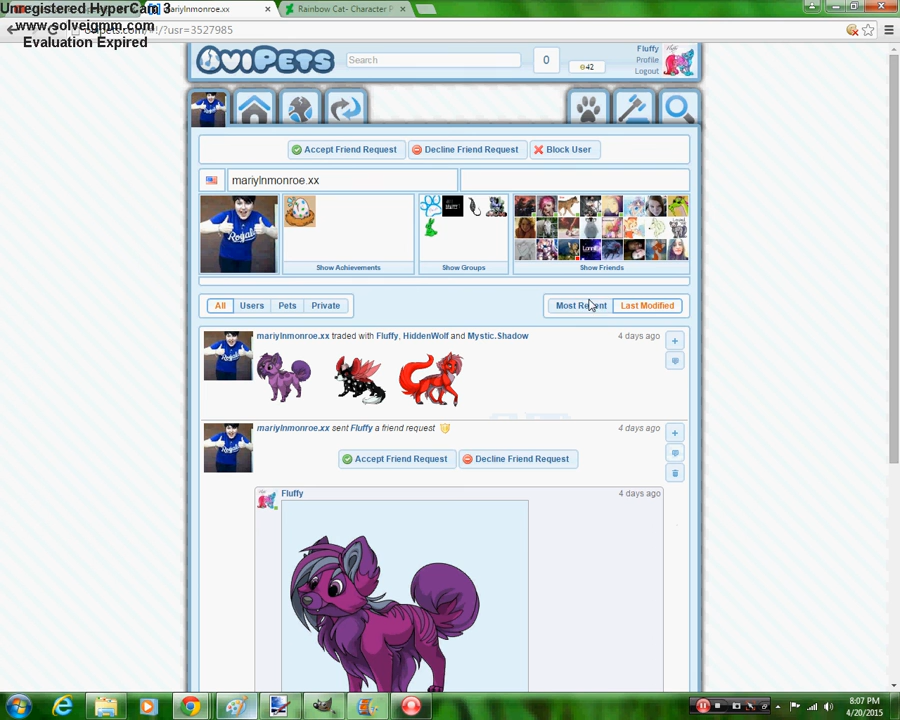 Unregistered HyperCam 3
www.solveigmm.com
Evaluation Expired
mariylnmonroe.xx
Rainbow Cat- Character P
/?usr=3527985
OviPets
Search
0
42
Fluffy
Profile
Logout
Accept Friend Request
Decline Friend Request
Block User
mariylnmonroe.xx
Royals
Show Achievements
Show Groups
Show Friends
All
Users
Pets
Private
Most Recent
Last Modified
mariylnmonroe.xx traded with Fluffy, HiddenWolf and Mystic.Shadow
4 days ago
mariylnmonroe.xx sent Fluffy a friend request
4 days ago
Accept Friend Request
Decline Friend Request
Fluffy
4 days ago
8:07 PM
4/20/2015